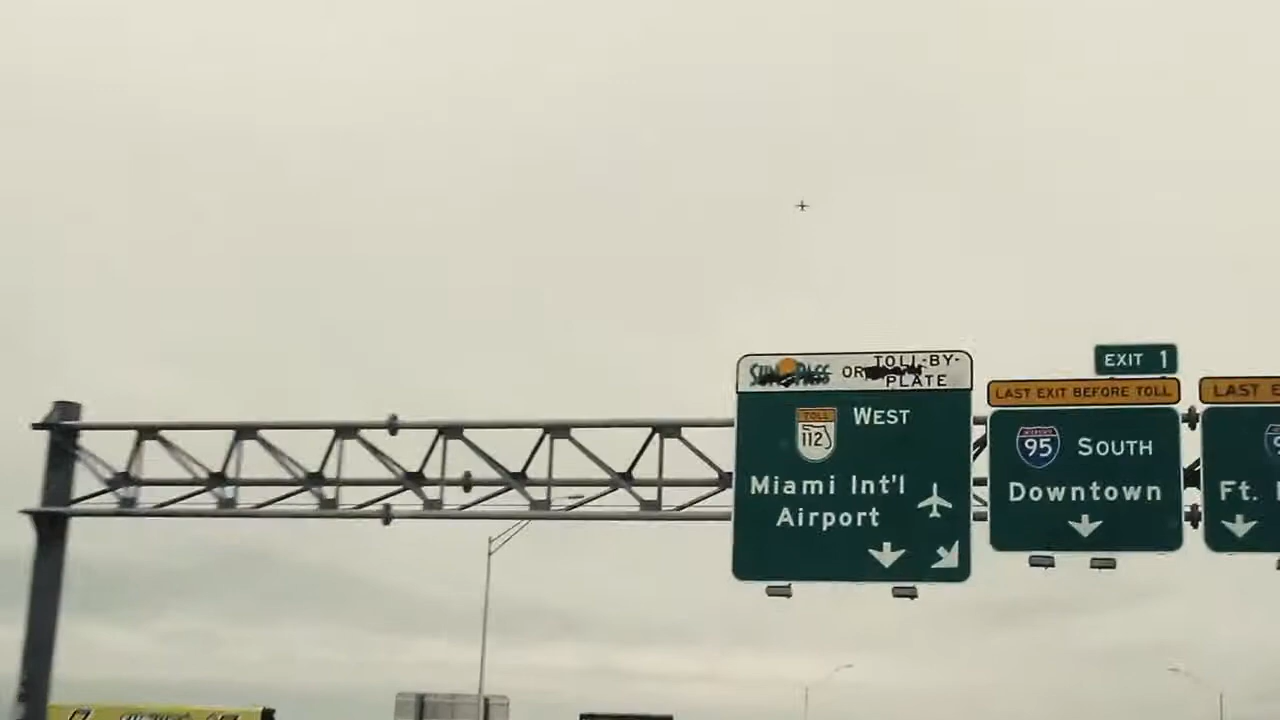 EXIT 1
SUNPASS OR TOLL-BY-
PLATE
TOLL
112
WEST
Miami Int'l
Airport
LAST EXIT BEFORE TOLL
95
SOUTH
Downtown
LAST
Ft.